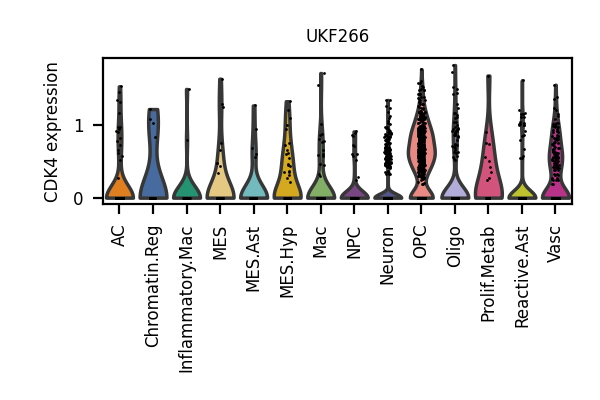 UKF266
CDK4 expression
1
0
AC
Chromatin.Reg
Inflammatory.Mac
MES
MES.Ast
MES.Hyp
Mac
NPC
Neuron
OPC
Oligo
Prolif.Metab
Reactive.Ast
Vasc